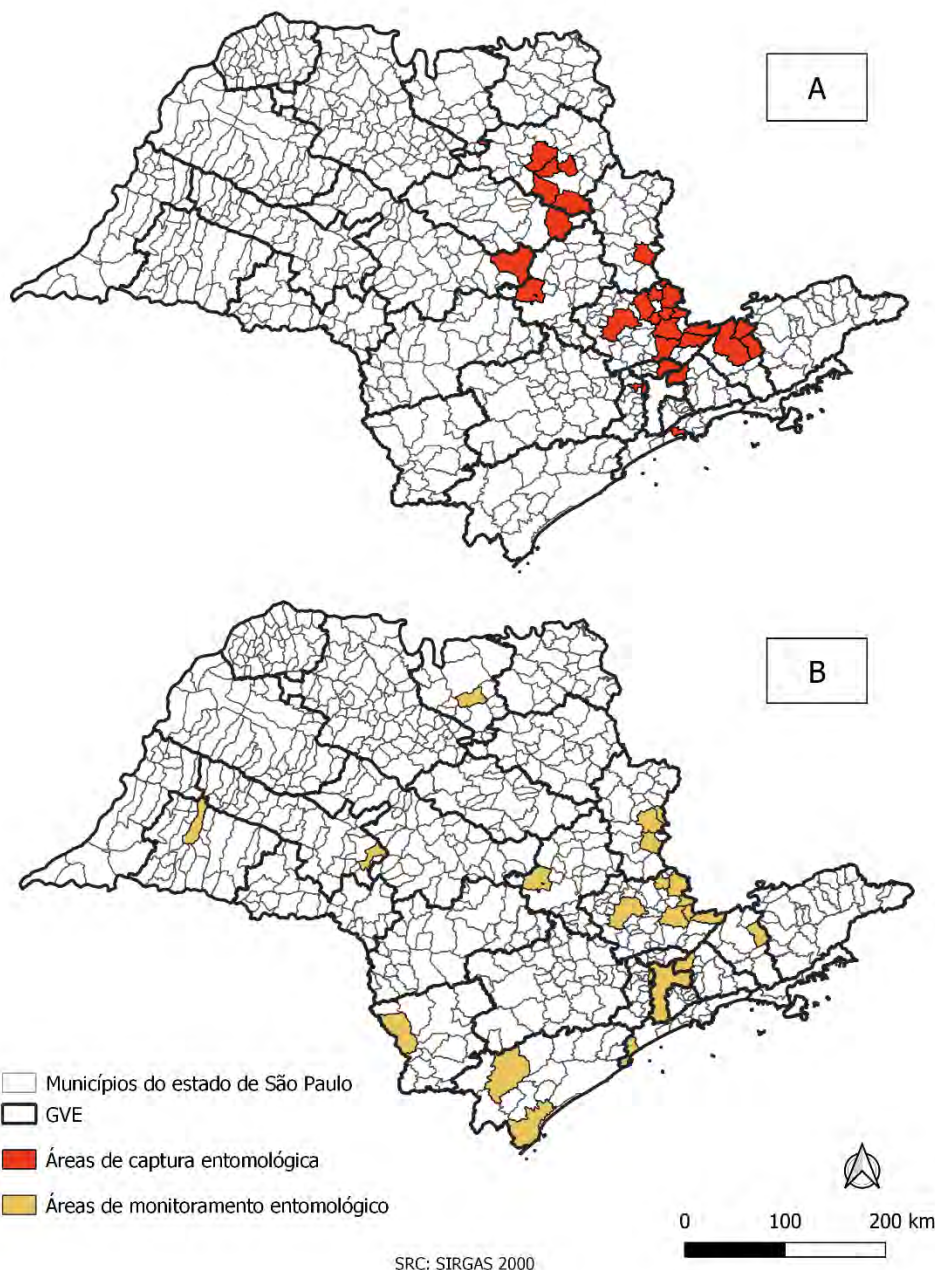 A
B
Municípios do estado de São Paulo
GVE
Áreas de captura entomológica
Áreas de monitoramento entomológico
0 100 200 km
SRC: SIRGAS 2000